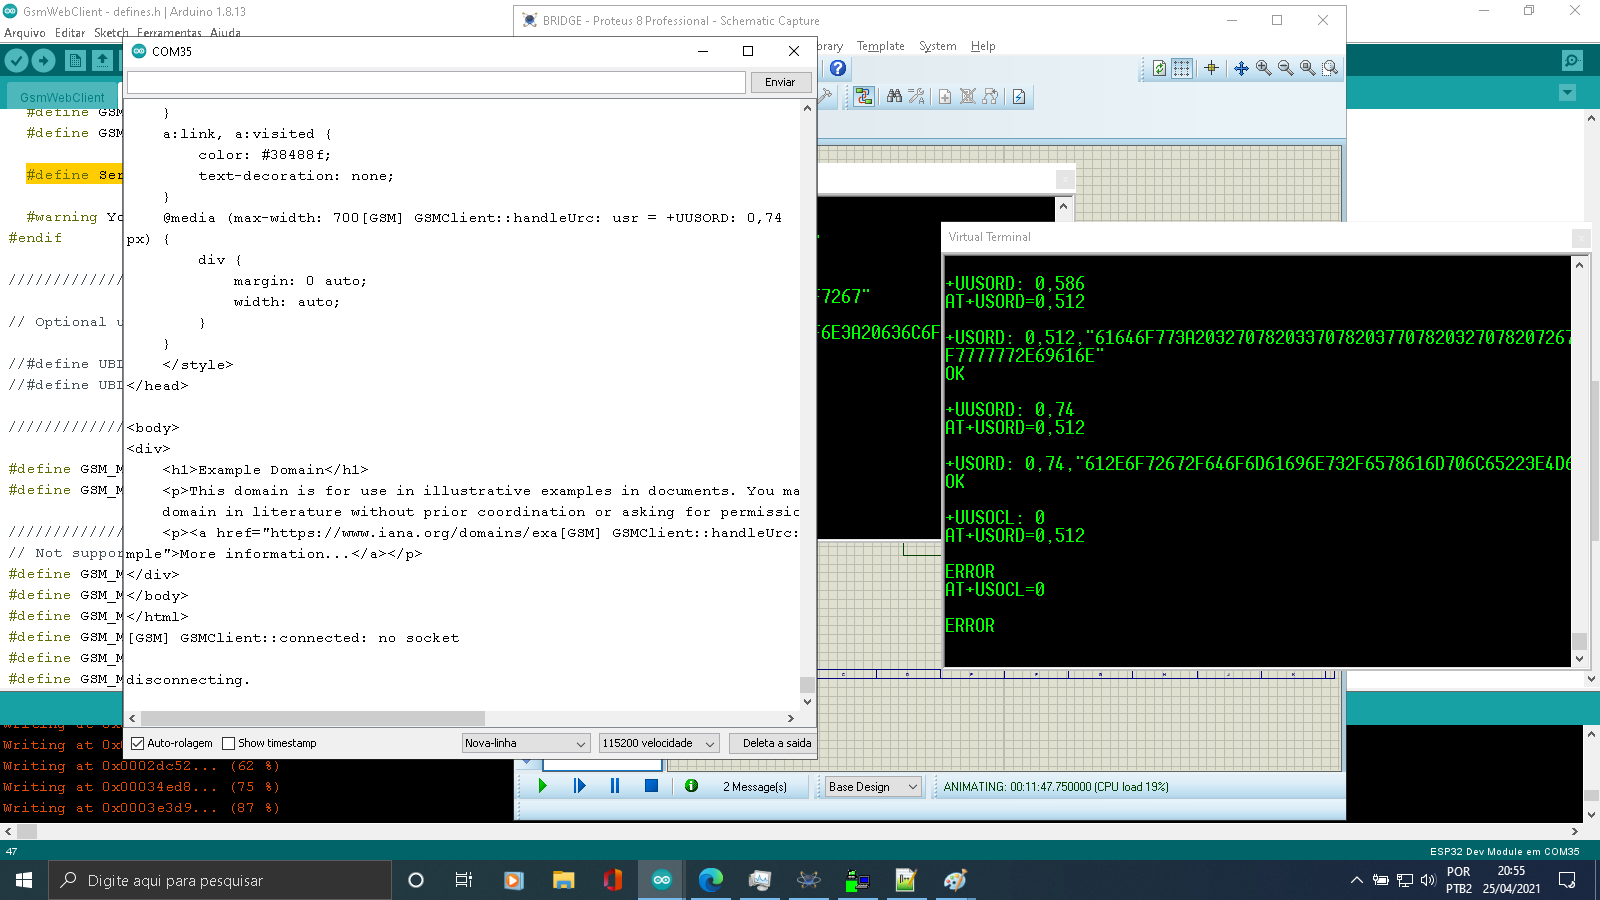 GsmWebClient - defines.h | Arduino 1.8.13
Arquivo Editar Sketch Ferramentas Ajuda
GsmWebClient
#define GSM
#define GSM
#define Ser
#warning Yo
#endif
///////////////
// Optional u
//#define UBI
//#define UBI
///////////////
#define GSM_M
#define GSM_M
///////////////
// Not suppor
#define GSM_M
#define GSM_M
#define GSM_M
#define GSM_M
#define GSM_M
#define GSM_M
COM35
Enviar
}
a:link, a:visited {
color: #38488f;
text-decoration: none;
}
@media (max-width: 700[GSM] GSMClient::handleUrc: usr = +UUSORD: 0,74
px) {
div {
margin: 0 auto;
width: auto;
}
}
</style>
</head>
<body>
<div>
<h1>Example Domain</h1>
<p>This domain is for use in illustrative examples in documents. You ma
domain in literature without prior coordination or asking for permissio
<p><a href="https://www.iana.org/domains/exa[GSM] GSMClient::handleUrc:
mple">More information...</a></p>
</div>
</body>
</html>
[GSM] GSMClient::connected: no socket
disconnecting.
Auto-rolagem Show timestamp Nova-linha 115200 velocidade Deleta a saida
BRIDGE - Proteus 8 Professional - Schematic Capture
brary Template System Help
F7267"
F6E3A20636C6F
Virtual Terminal
+UUSORD: 0,586
AT+USORD=0,512
+USORD: 0,512,"61646F773A20327078203370782037707820327078207267
F7777772E69616E"
OK
+UUSORD: 0,74
AT+USORD=0,512
+USORD: 0,74,"612E6F72672F646F6D61696E732F6578616D706C65223E4D6
OK
+UUSOCL: 0
AT+USORD=0,512
ERROR
AT+USOCL=0
ERROR
2 Message(s) Base Design ANIMATING: 00:11:47.750000 (CPU load 19%)
Writing at 0x0
Writing at 0x0002dc52... (62 %)
Writing at 0x00034ed8... (75 %)
Writing at 0x0003e3d9... (87 %)
47
ESP32 Dev Module em COM35
Digite aqui para pesquisar
POR
PTB2
20:55
25/04/2021